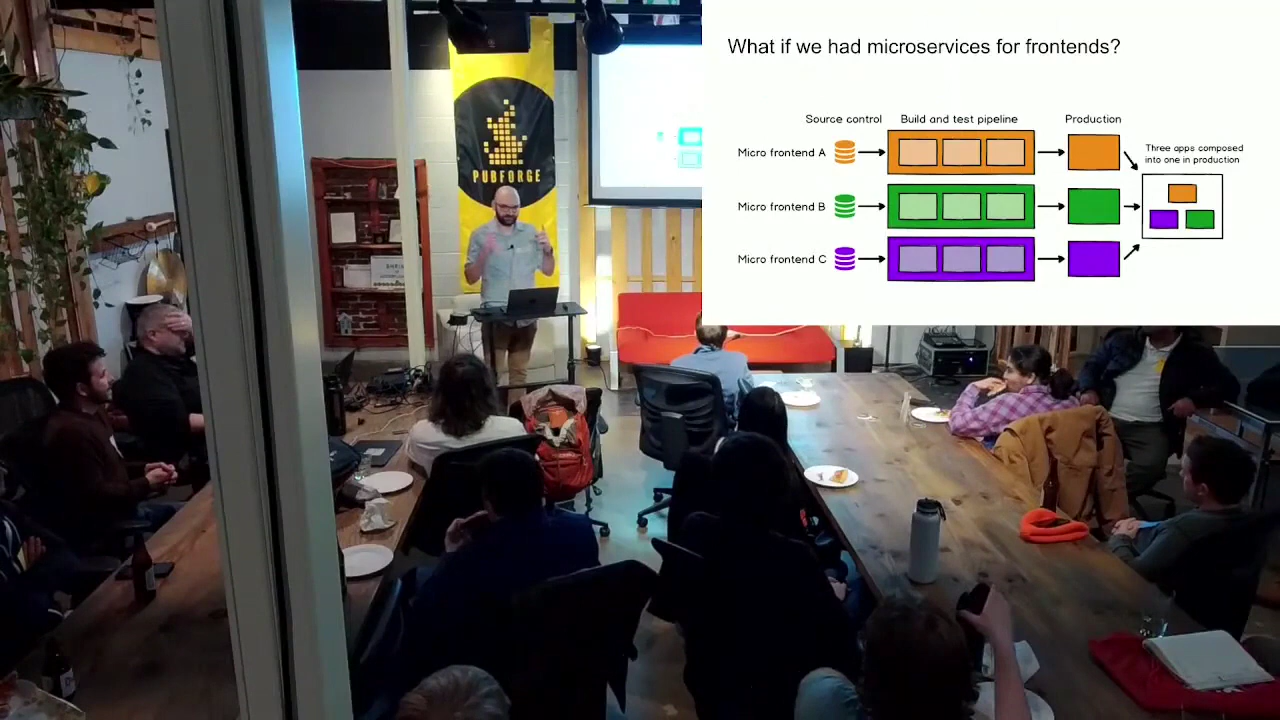 What if we had microservices for frontends?
Source control
Build and test pipeline
Production
Micro frontend A
Three apps composed
into one in production
Micro frontend B
Micro frontend C
PUBFORGE